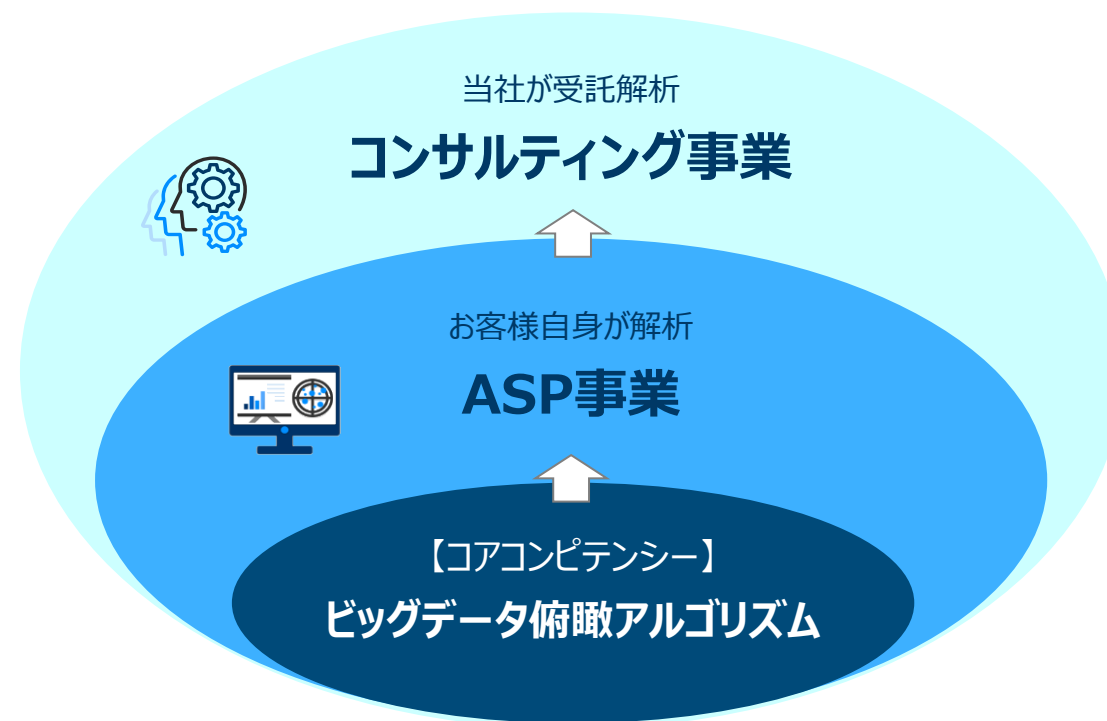 当社が受託解析
コンサルティング事業
お客様自身が解析
ASP事業
【コアコンピテンシー】
ビッグデータ俯瞰アルゴリズム